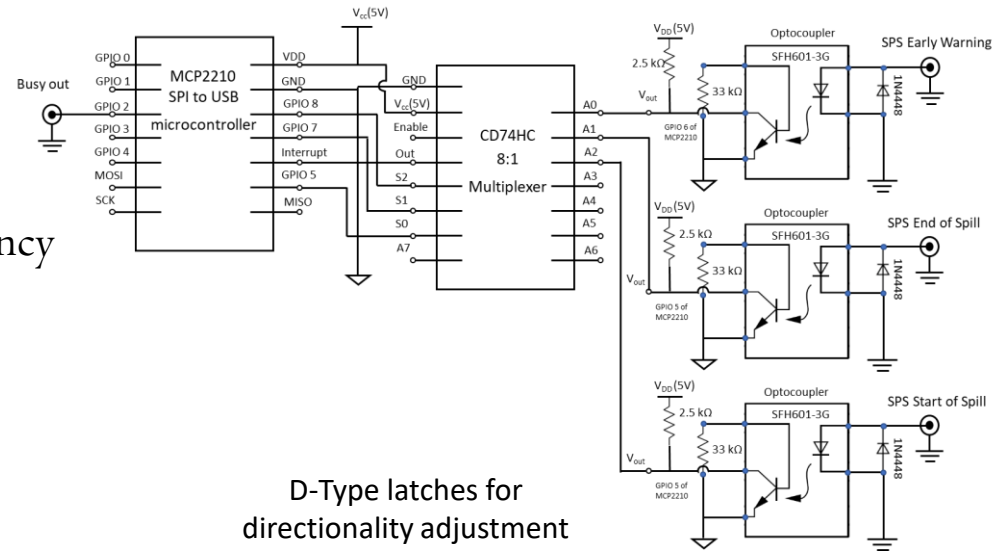 Busy out
GPIO 0
GPIO 1
GPIO 2
GPIO 3
GPIO 4
MOSI
SCK
MCP2210
SPI to USB
microcontroller
VDD
GND
GPIO 8
GPIO 7
Interrupt
GPIO 5
MISO
Vcc(5V)
GND
Vcc(5V)
Enable
Out
S2
S1
S0
A7
CD74HC
8:1
Multiplexer
A0
A1
A2
A3
A4
A5
A6
VDD(5V)
2.5 kΩ
Vout
33 kΩ
GPIO 6 of
MCP2210
Optocoupler
SFH601-3G
SPS Early Warning
1N4448
VDD(5V)
2.5 kΩ
Vout
33 kΩ
GPIO 5 of
MCP2210
Optocoupler
SFH601-3G
SPS End of Spill
1N4448
VDD(5V)
2.5 kΩ
Vout
33 kΩ
GPIO 5 of
MCP2210
Optocoupler
SFH601-3G
SPS Start of Spill
1N4448
ncy
D-Type latches for
directionality adjustment